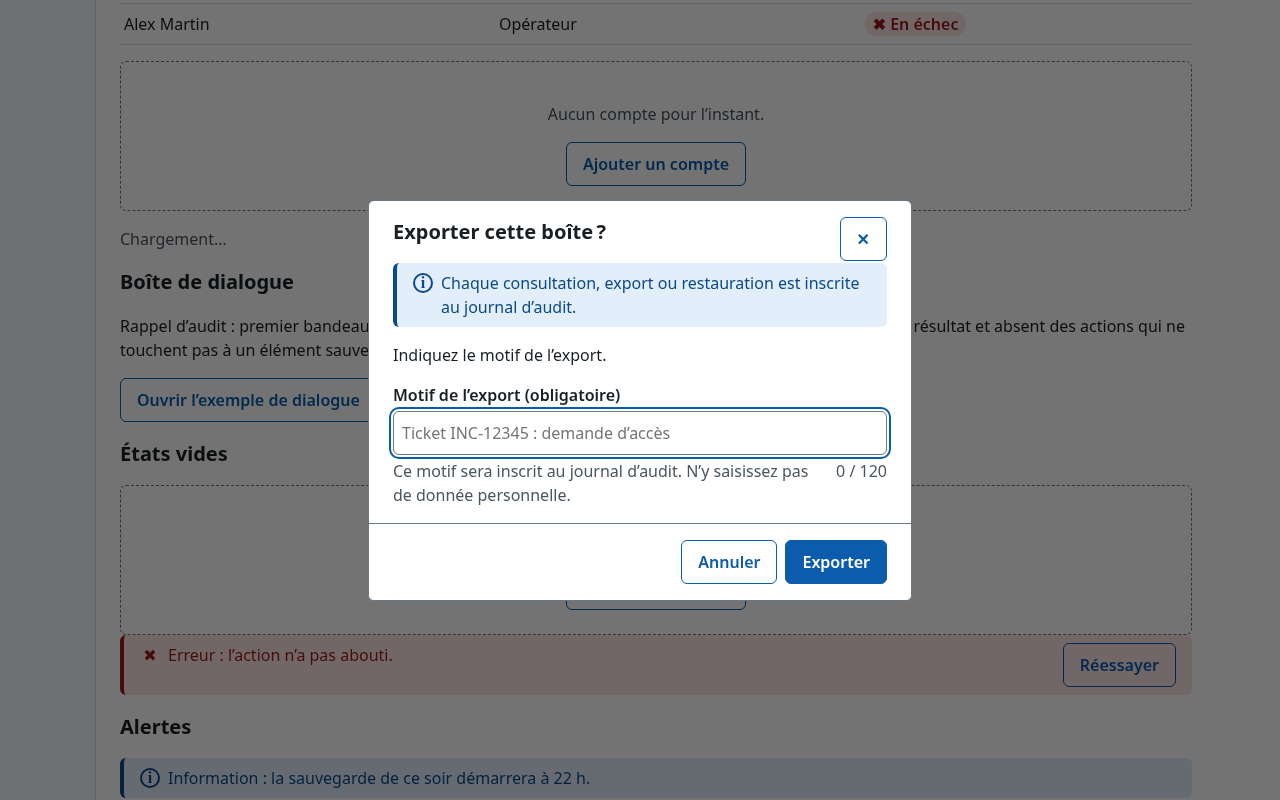 Alex Martin
Opérateur
✖ En échec
Aucun compte pour l’instant.
Ajouter un compte
Chargement…
Boîte de dialogue
Rappel d’audit : premier bandeau
résultat et absent des actions qui ne
touchent pas à un élément sauve
Ouvrir l’exemple de dialogue
Exporter cette boîte ?
×
Chaque consultation, export ou restauration est inscrite
au journal d’audit.
Indiquez le motif de l’export.
Motif de l’export (obligatoire)
Ticket INC-12345 : demande d’accès
Ce motif sera inscrit au journal d’audit. N’y saisissez pas
0 / 120
de donnée personnelle.
Annuler
Exporter
États vides
✖ Erreur : l’action n’a pas abouti.
Réessayer
Alertes
Information : la sauvegarde de ce soir démarrera à 22 h.